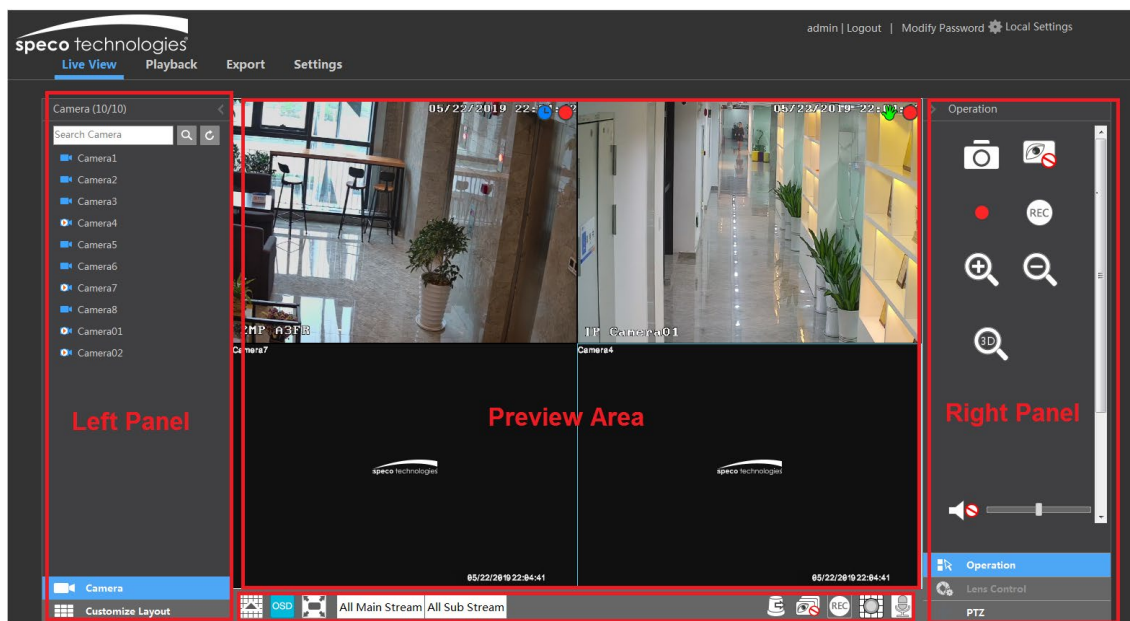 admin | Logout | Modify Password Local Settings
speco technologies
Live View Playback Export Settings
Camera (10/10)
Operation
Search Camera
Camera1
Camera2
Camera3
Camera4
Camera5
Camera6
Camera7
Camera8
Camera01
Camera02
05/22/2019
IP Camera01
Camera7
Camera4
REC
3D
Left Panel
Preview Area
Right Panel
speco technologies
speco technologies
05/22/2019 22:04:41
05/22/2019 22:04:41
Camera
Customize Layout
OSD
All Main Stream All Sub Stream
REC
Operation
Lens Control
PTZ